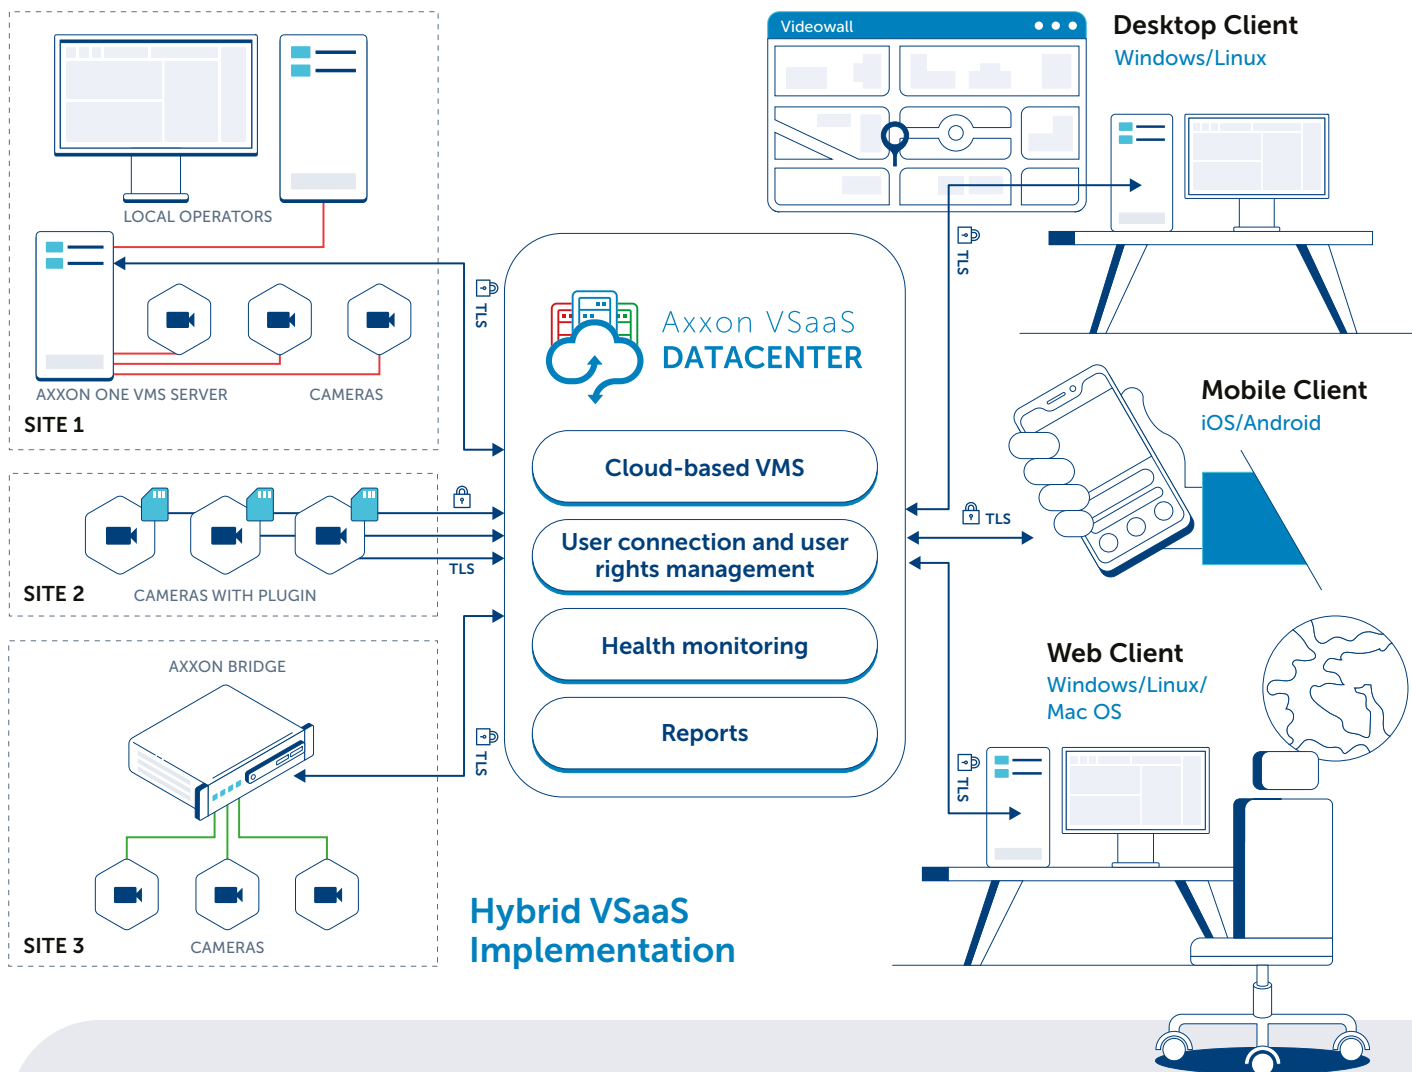 LOCAL OPERATORS
AXXON ONE VMS SERVER
CAMERAS
SITE 1
TLS
CAMERAS WITH PLUGIN
SITE 2
TLS
AXXON BRIDGE
CAMERAS
SITE 3
TLS
Axxon VSaaS
DATACENTER
Cloud-based VMS
User connection and user
rights management
Health monitoring
Reports
Hybrid VSaaS
Implementation
Videowall
Desktop Client
Windows/Linux
TLS
Mobile Client
iOS/Android
TLS
Web Client
Windows/Linux/
Mac OS
TLS